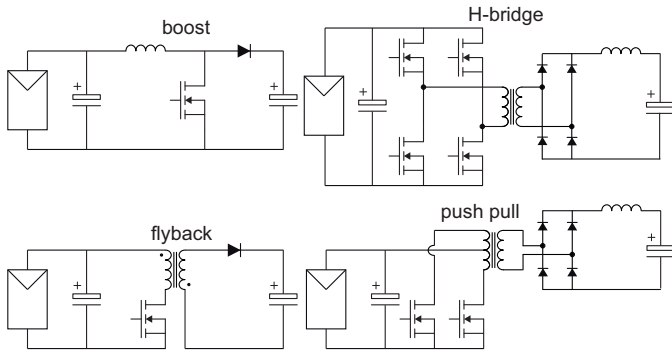 boost
H-bridge
+
+
+
+
flyback
push pull
+
+
+
+